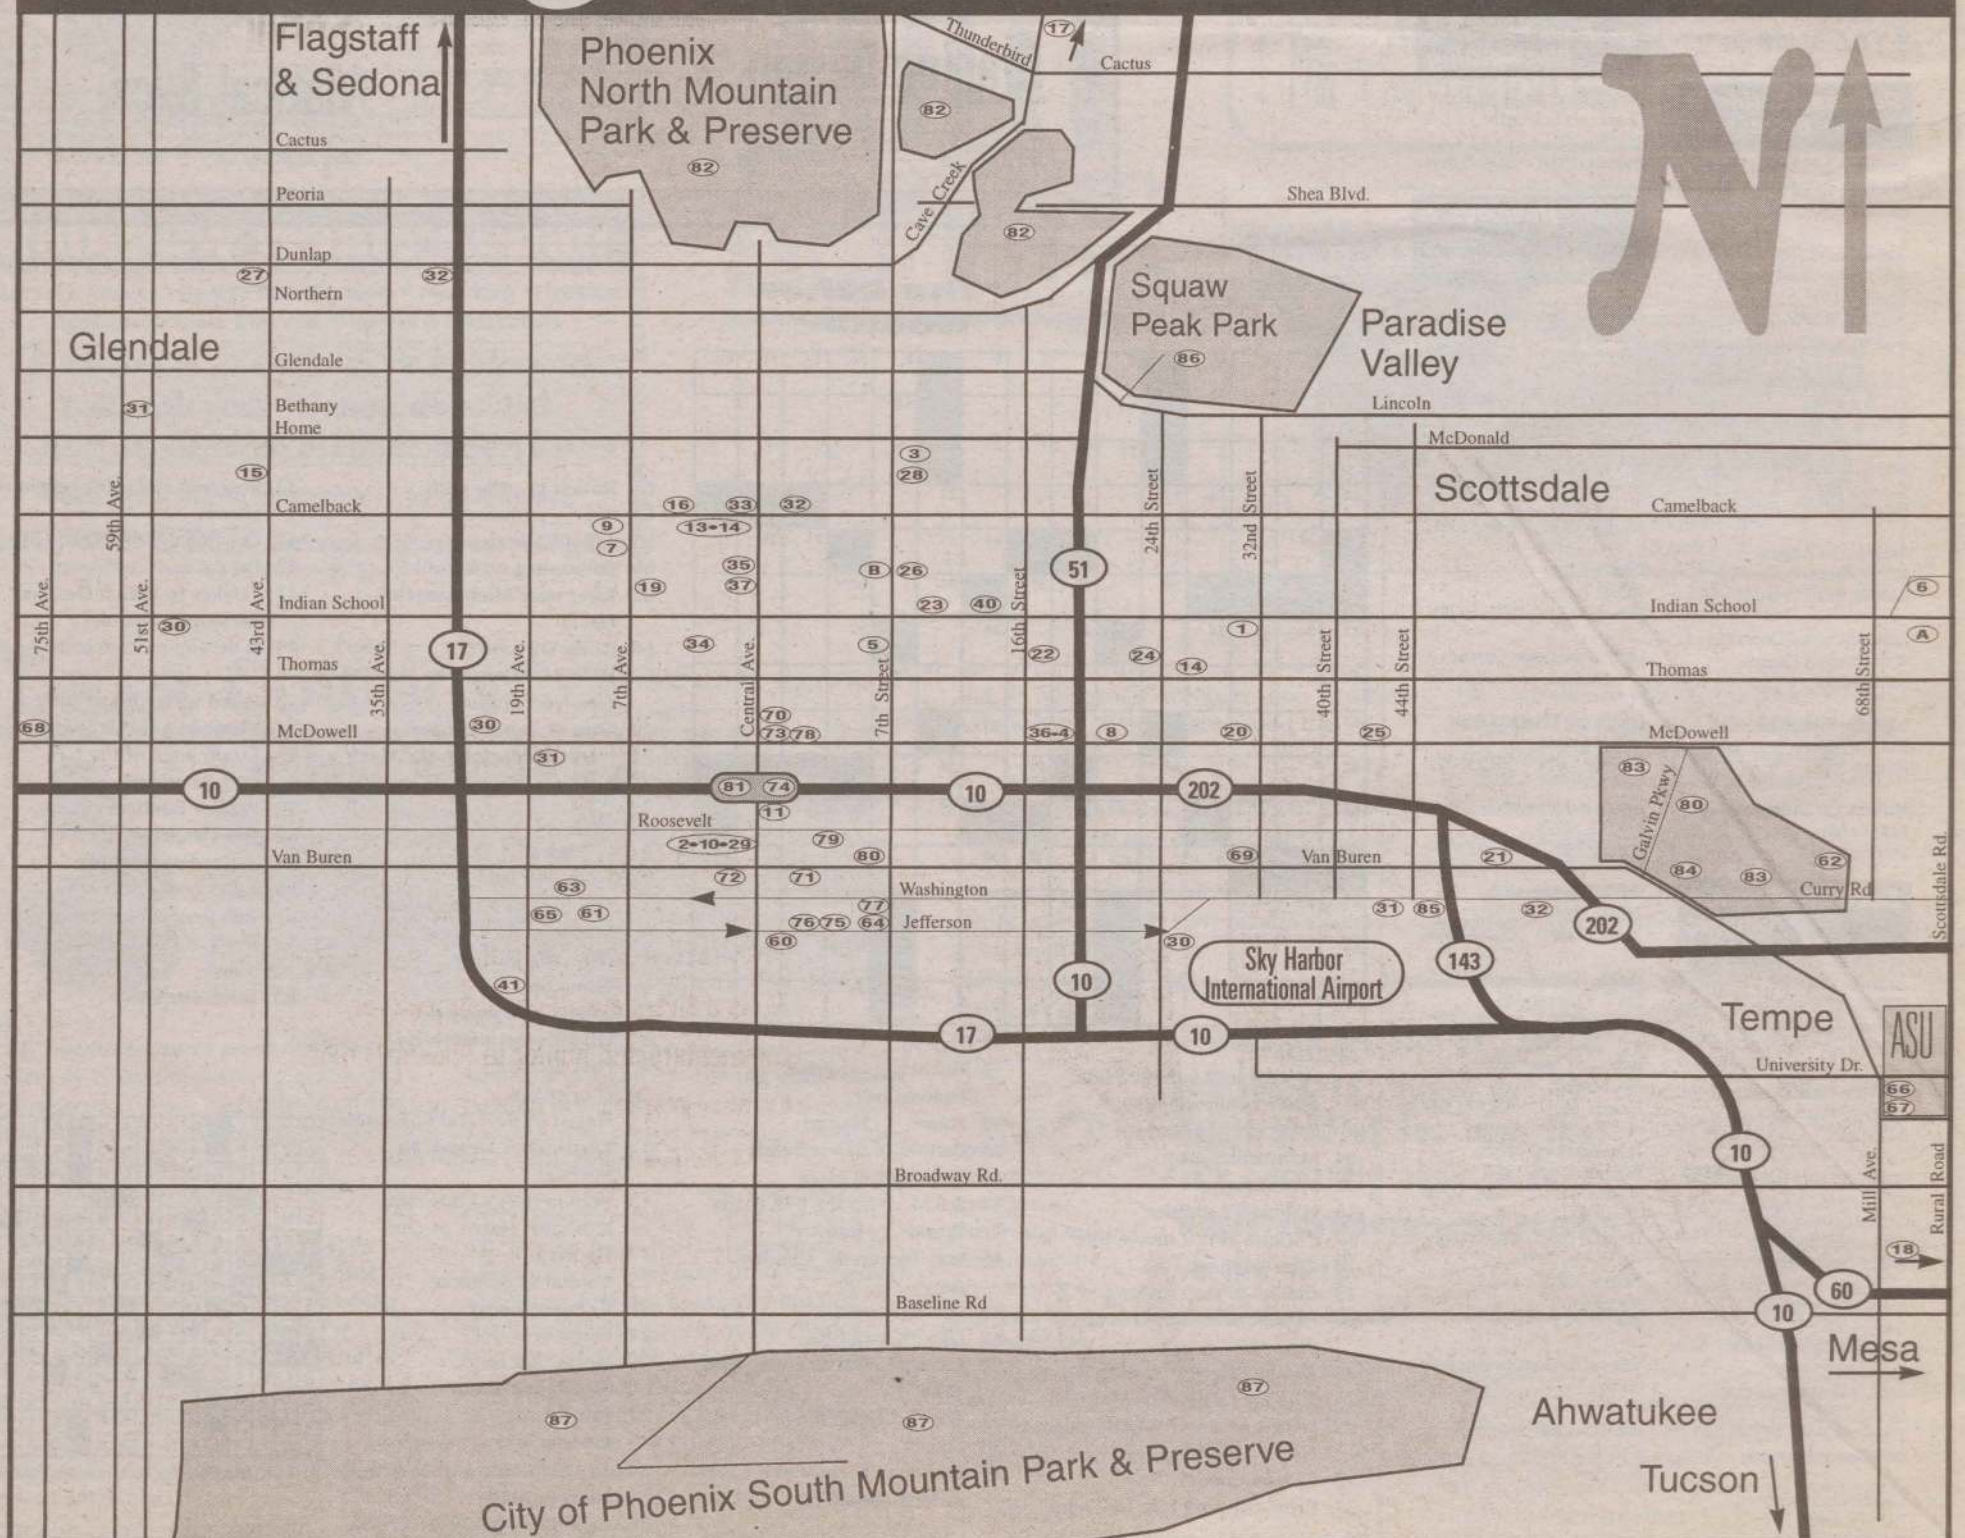 Flagstaff
& Sedona
Phoenix
North Mountain
Park & Preserve
82
Thunderbird
17
Cactus
N
82
Cactus
Cave Creek
Peoria
82
Shea Blvd.
Dunlap
27
32
Northern
Squaw
Peak Park
86
Paradise
Valley
Glendale
Glendale
31
Bethany
Home
Lincoln
McDonald
3
28
15
Scottsdale
Camelback
16
33
32
Camelback
9
13•14
7
59th Ave.
24th Street
32nd Street
51
35
B
26
37
19
6
75th Ave.
51st Ave.
43rd Ave.
Indian School
23
40
16th Street
Indian School
30
17
34
5
1
A
22
24
14
Thomas
Thomas
35th Ave.
19th Ave.
7th Ave.
Central Ave.
7th Street
40th Street
44th Street
68th Street
68
McDowell
30
70
73
78
36-4
8
20
25
McDowell
31
83
10
81
74
10
202
Galvin Pkwy
80
11
Roosevelt
2•10•29
79
80
Van Buren
69
Van Buren
21
62
84
83
Curry Rd
Scottsdale Rd.
72
71
63
Washington
65
61
77
76
75
64
Jefferson
31
85
32
202
60
30
Sky Harbor
International Airport
143
41
10
17
10
Tempe
ASU
University Dr.
66
67
10
Broadway Rd.
Mill Ave.
Rural Road
18
60
Baseline Rd
10
Mesa
87
87
87
Ahwatukee
City of Phoenix South Mountain Park & Preserve
Tucson